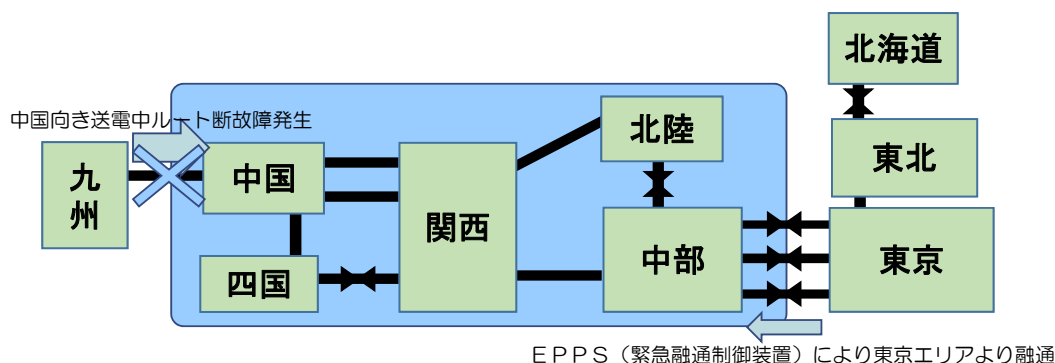 北海道
中国向き送電中ルート断故障発生
北陸
東北
九州
中国
関西
中部
東京
四国
EPPS(緊急融通制御装置)により東京エリアより融通